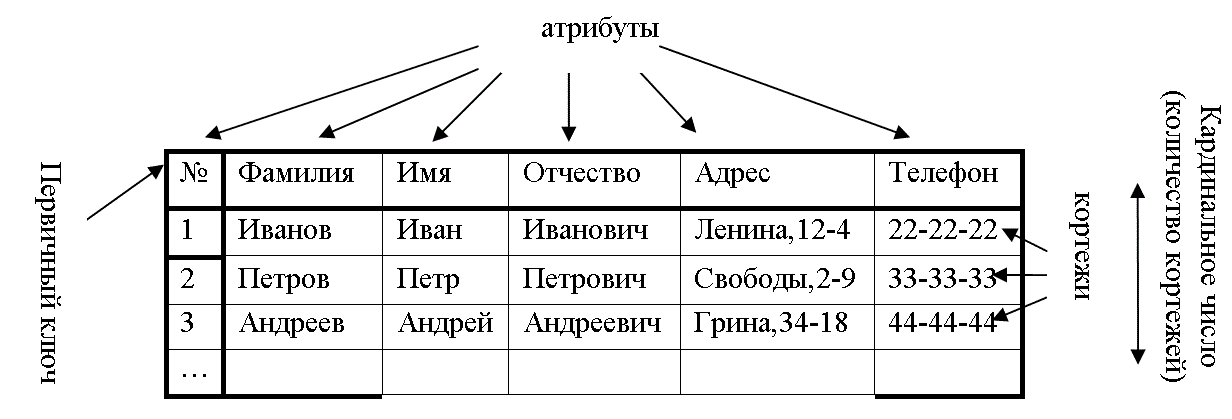 атрибуты
Первичный ключ
№ Фамилия Имя Отчество Адрес Телефон
1 Иванов Иван Иванович Ленина,12-4 22-22-22
2 Петров Петр Петрович Свободы,2-9 33-33-33
3 Андреев Андрей Андреевич Грина,34-18 44-44-44
…
кортежи
Кардинальное число
(количество кортежей)